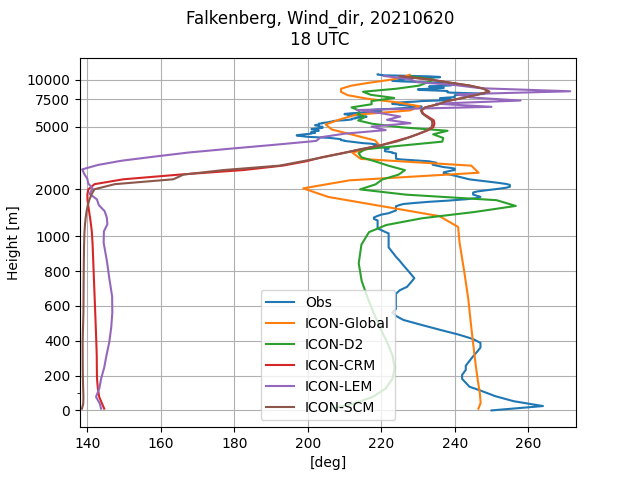 Falkenberg, Wind_dir, 20210620
18 UTC
10000
7500
5000
2000
1000
800
600
400
200
0
Height [m]
Obs
ICON-Global
ICON-D2
ICON-CRM
ICON-LEM
ICON-SCM
140 160 180 200 220 240 260
[deg]